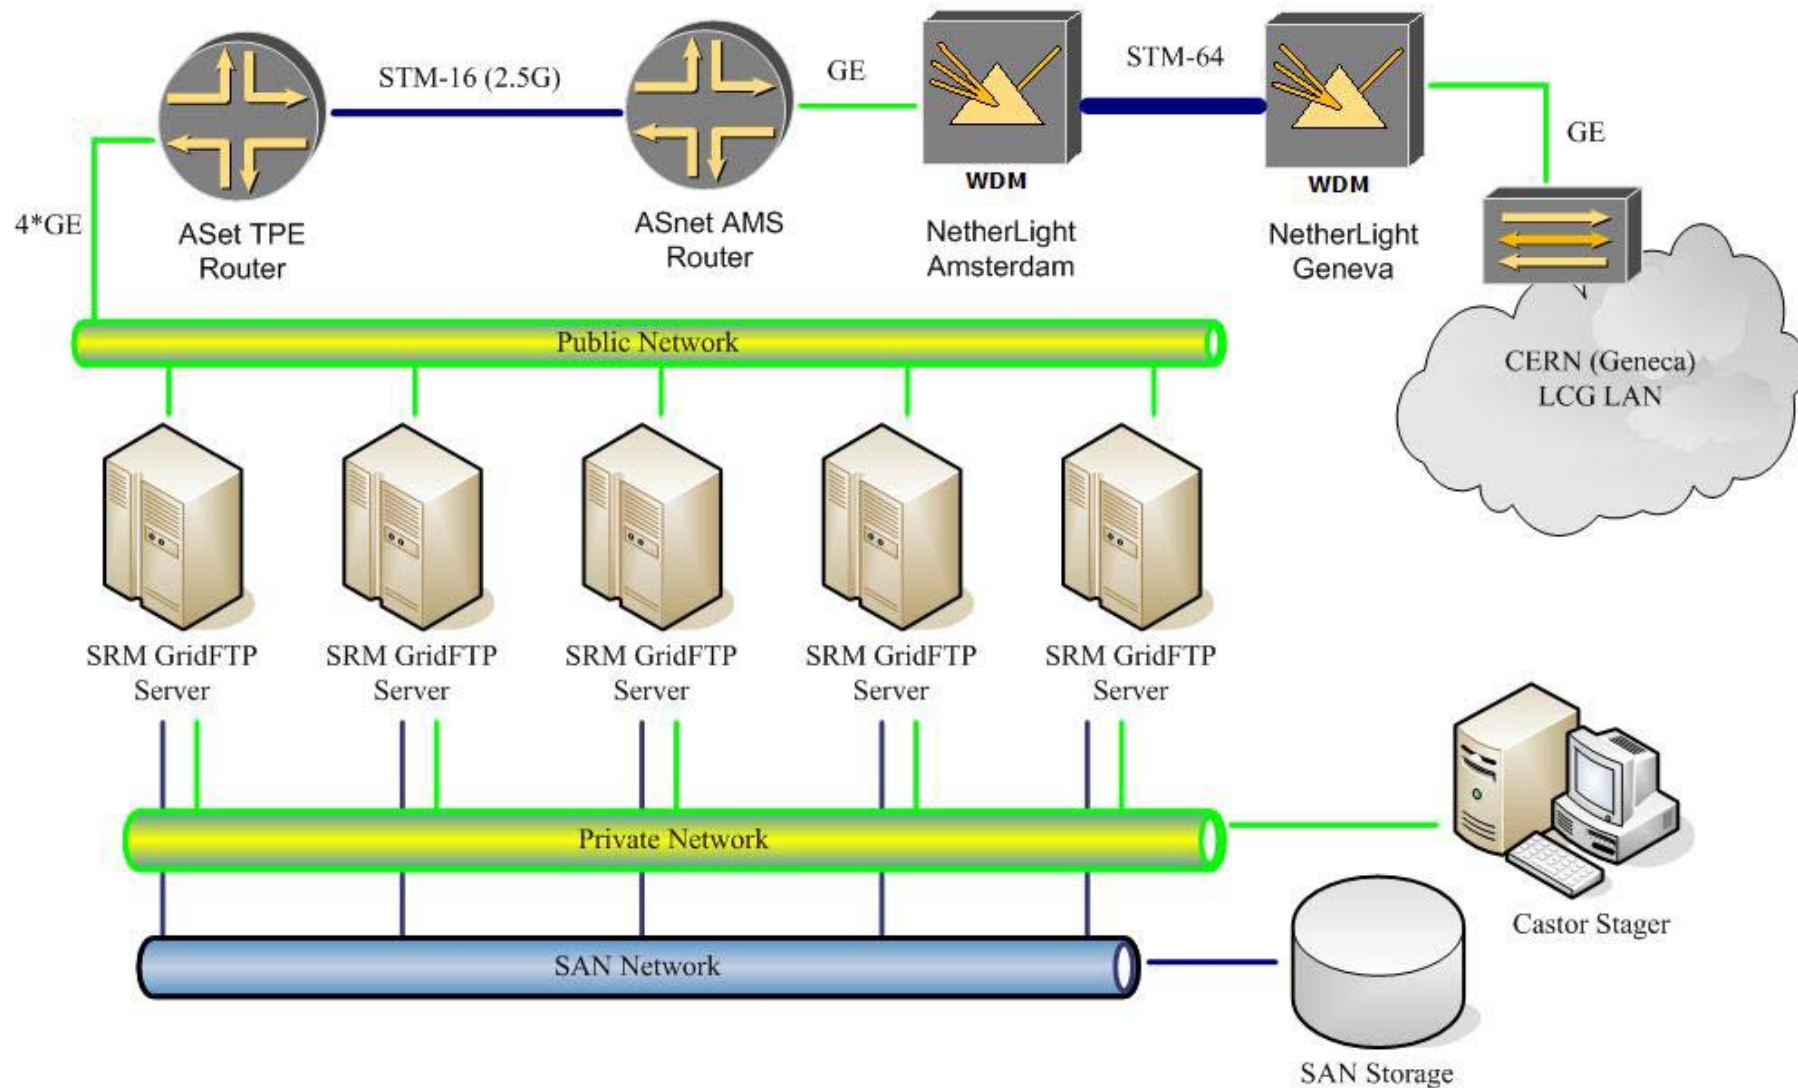 STM-16 (2.5G)
GE
STM-64
GE
WDM
WDM
4*GE
ASet TPE
Router
ASnet AMS
Router
NetherLight
Amsterdam
NetherLight
Geneva
Public Network
CERN (Geneca)
LCG LAN
SRM GridFTP
Server
SRM GridFTP
Server
SRM GridFTP
Server
SRM GridFTP
Server
SRM GridFTP
Server
Private Network
Castor Stager
SAN Network
SAN Storage